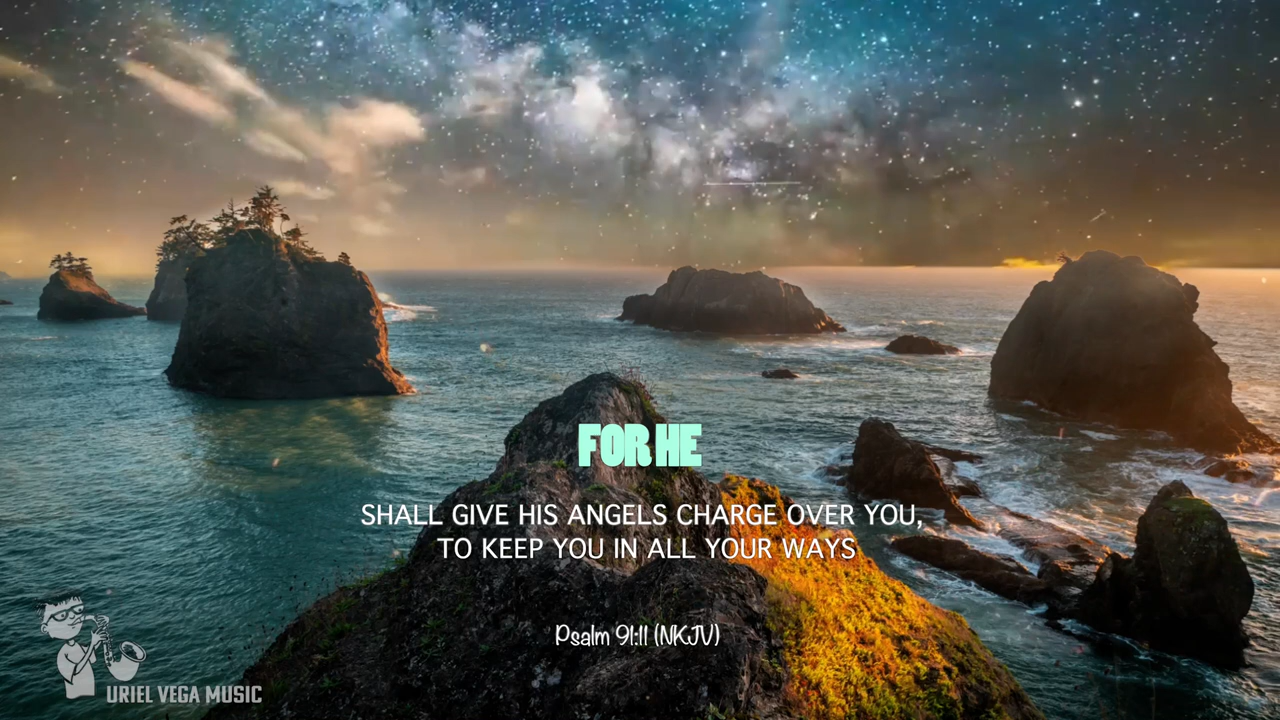 FOR HE
SHALL GIVE HIS ANGELS CHARGE OVER YOU,
TO KEEP YOU IN ALL YOUR WAYS
Psalm 91:11 (NKJV)
URIEL VEGA MUSIC